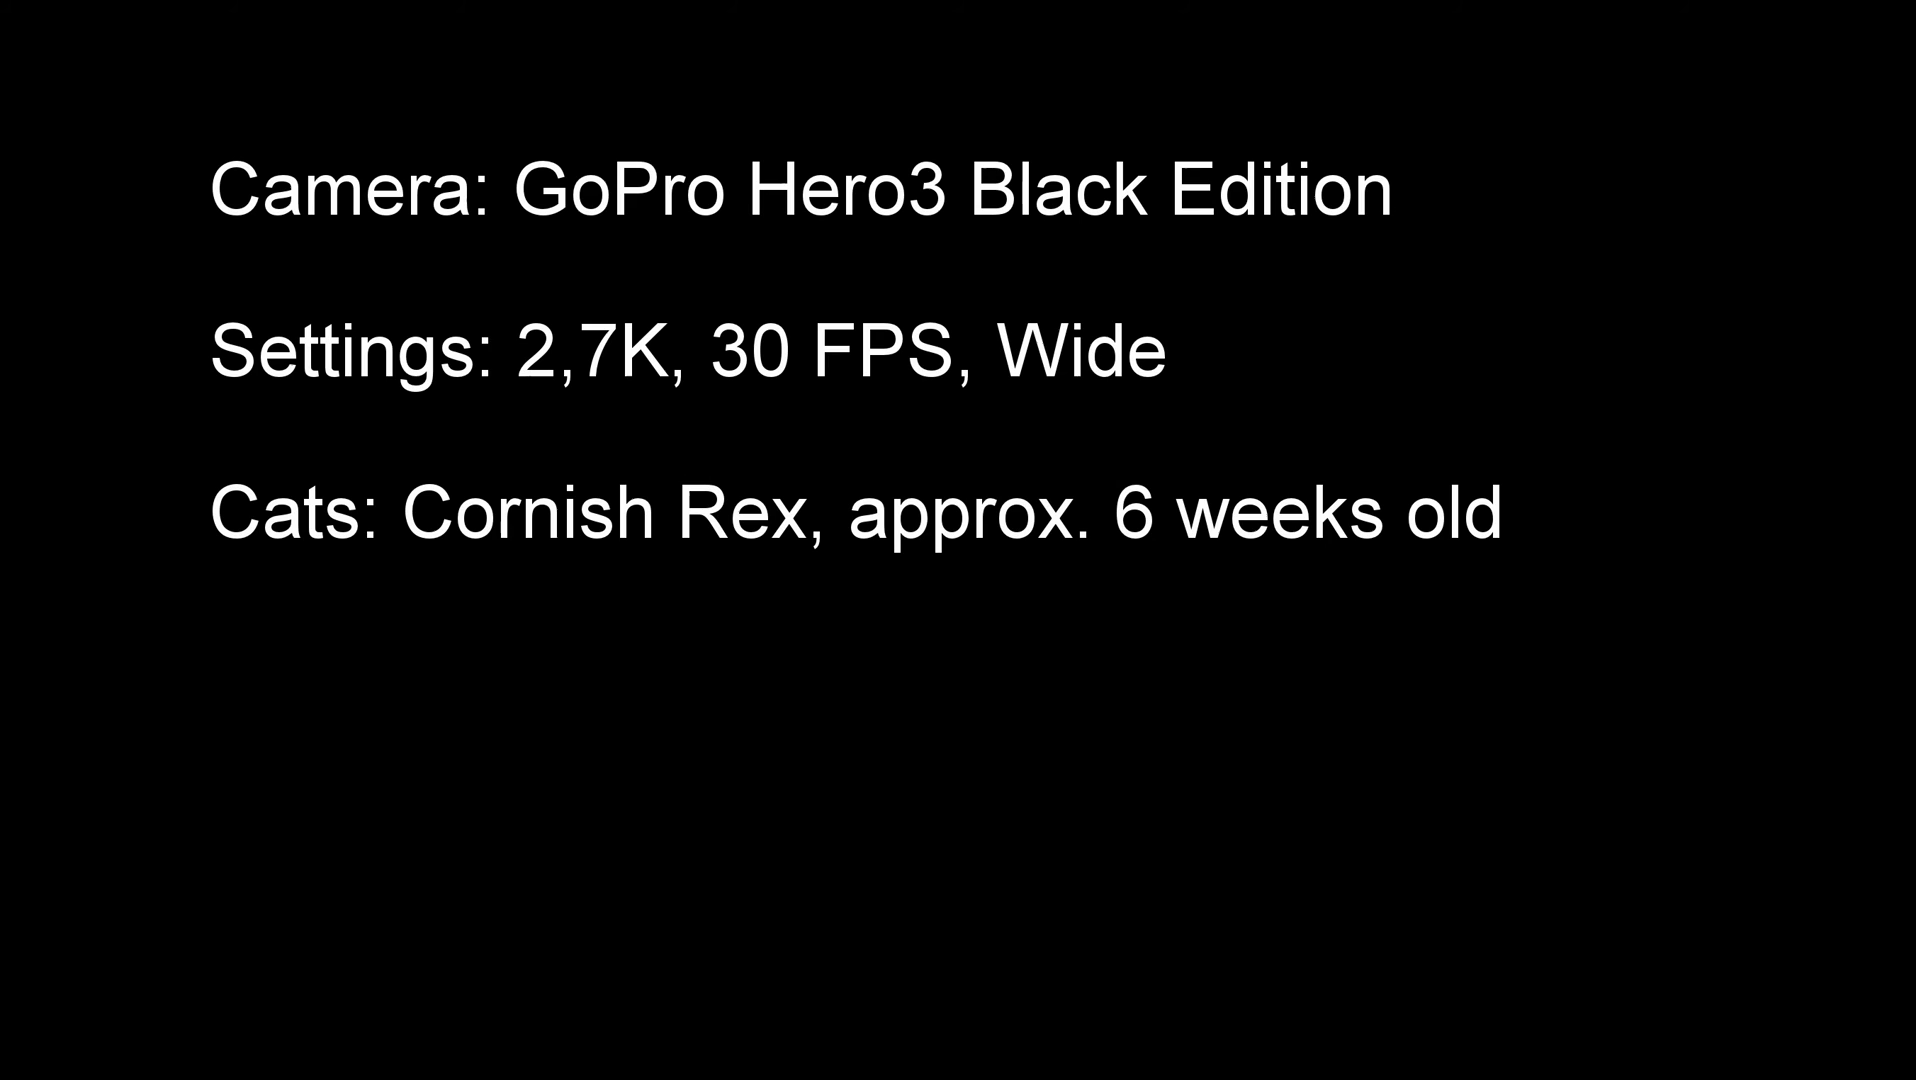 Camera: GoPro Hero3 Black Edition
Settings: 2,7K, 30 FPS, Wide
Cats: Cornish Rex, approx. 6 weeks old